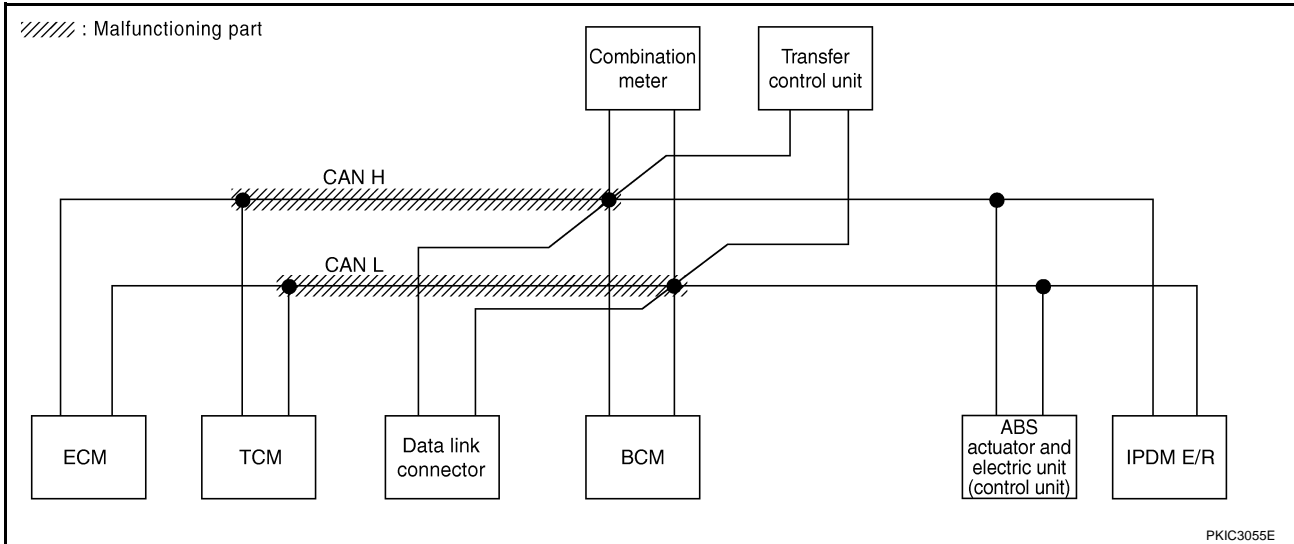 : Malfunctioning part
Combination
meter
Transfer
control unit
CAN H
CAN L
ECM
TCM
Data link
connector
BCM
ABS
actuator and
electric unit
(control unit)
IPDM E/R
PKIC3055E